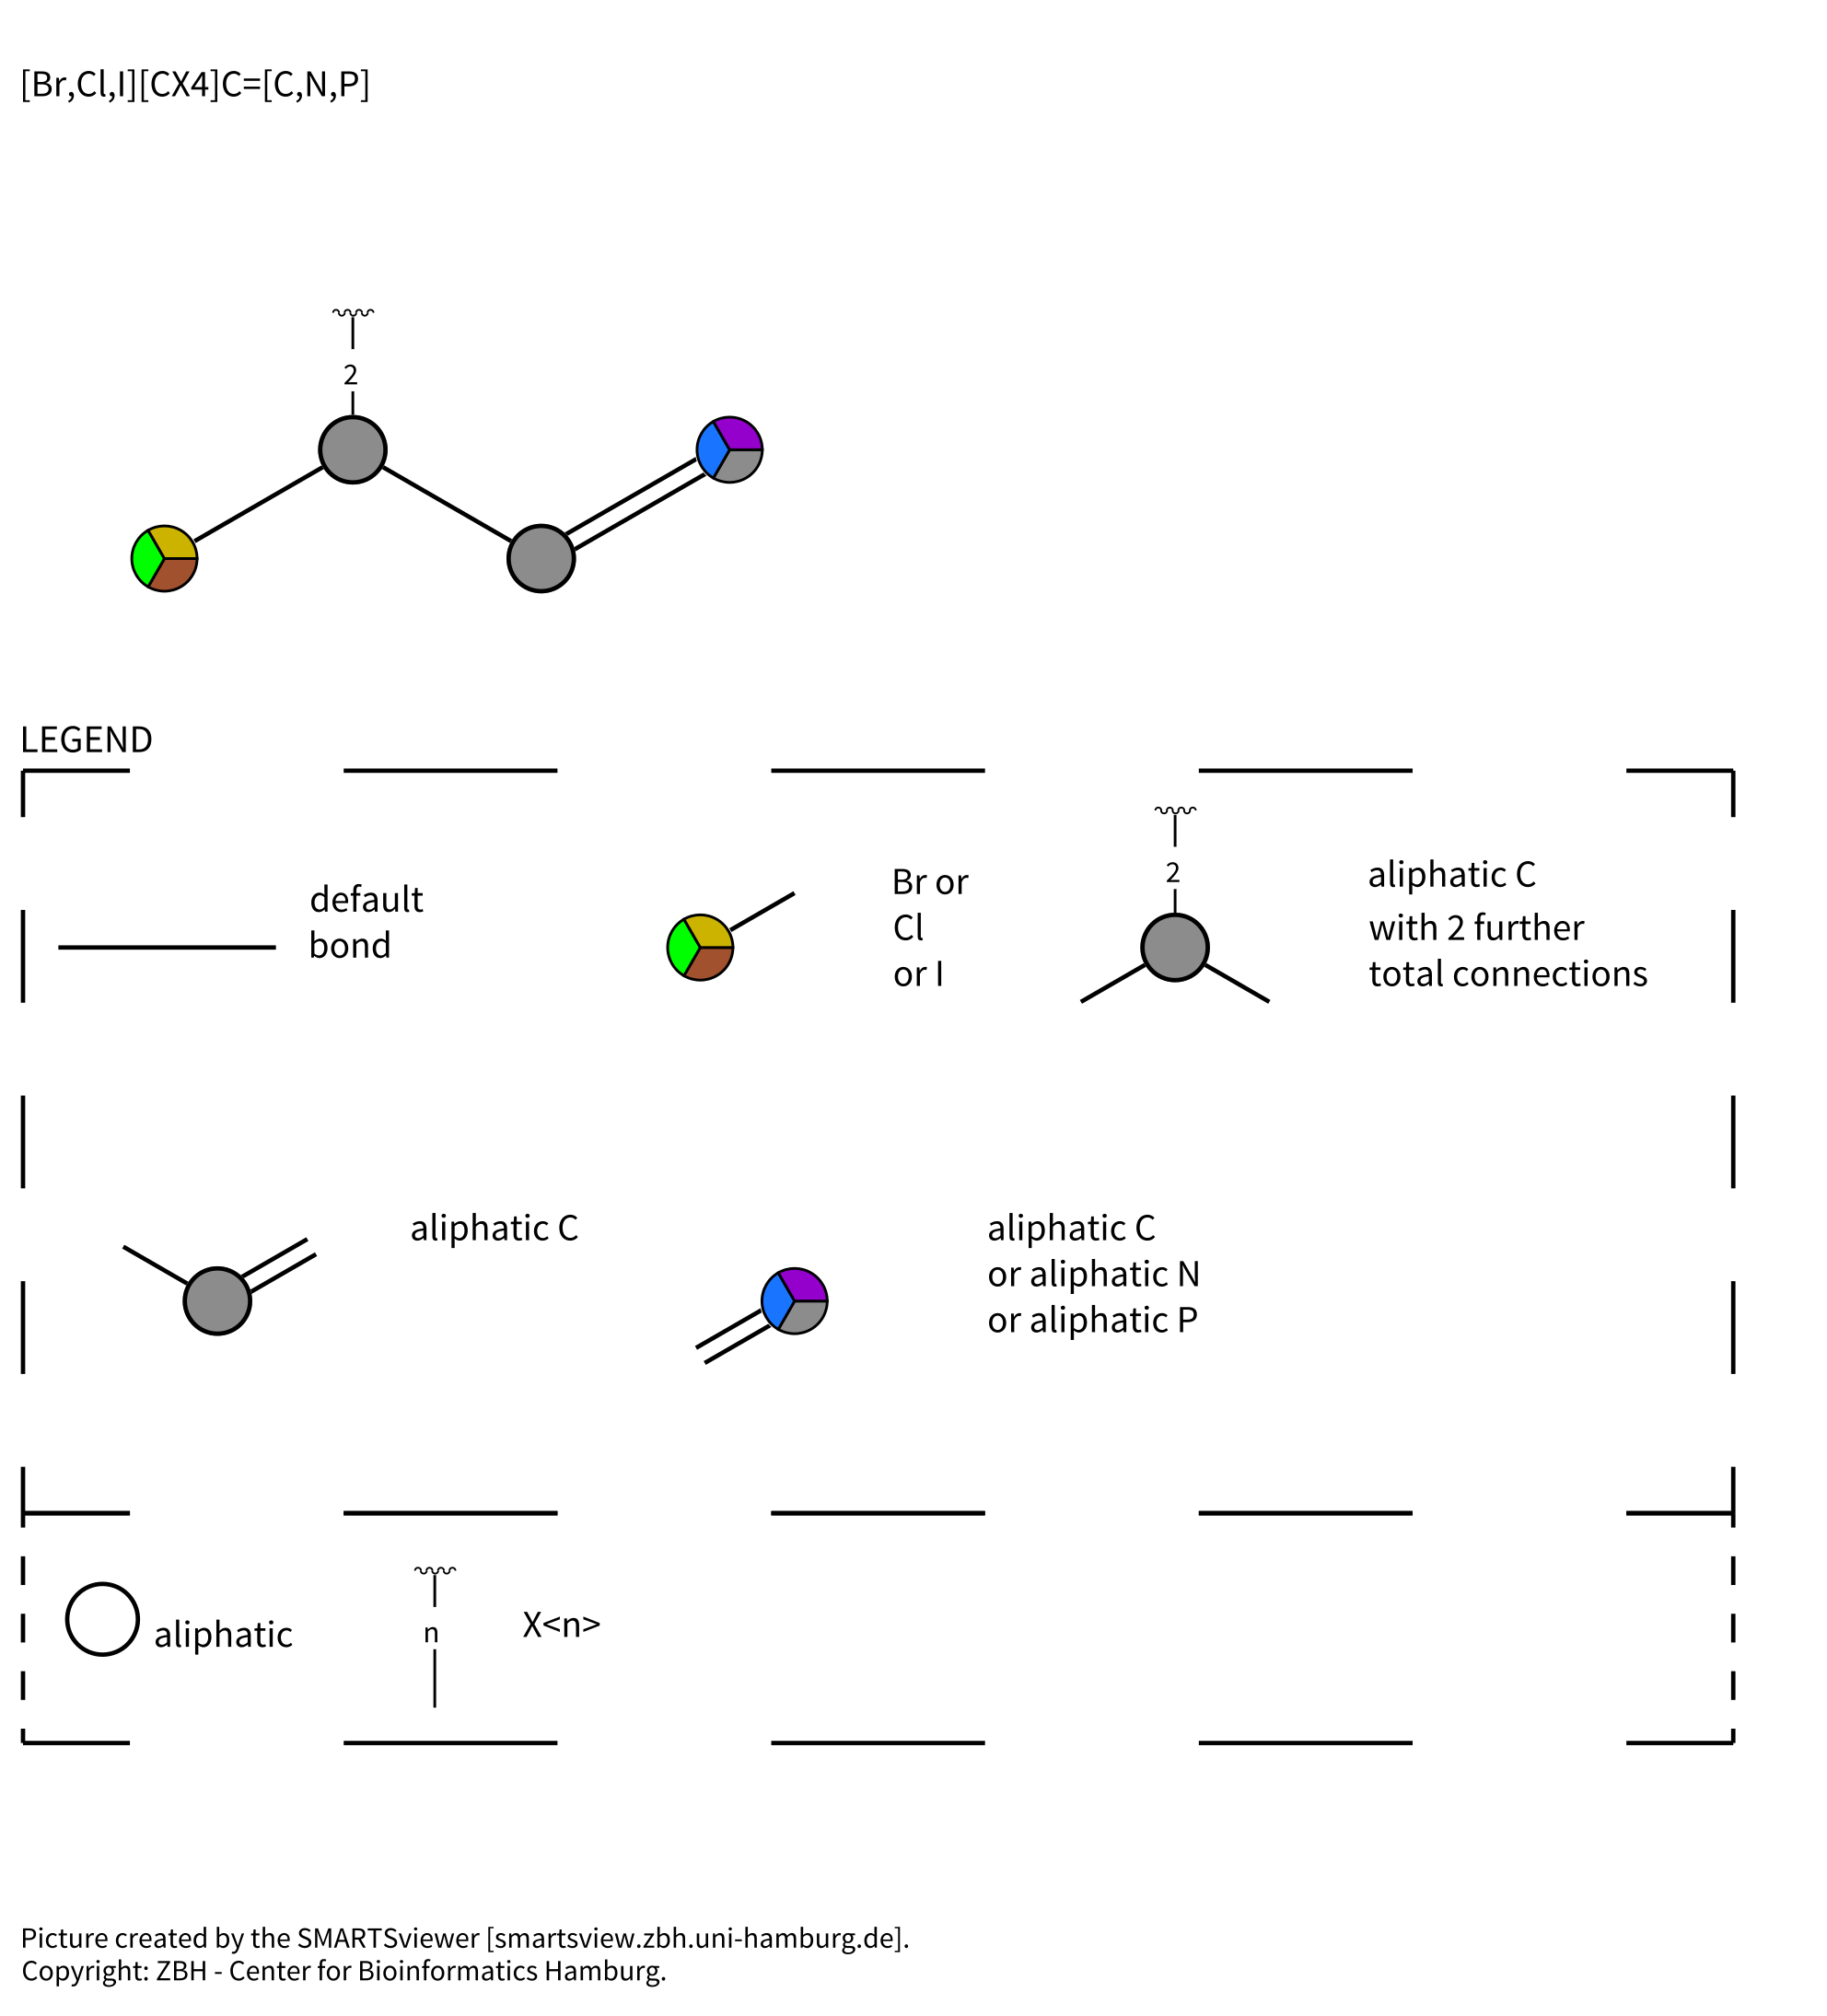 [Br,Cl,I][CX4]C=[C,N,P]
2
LEGEND
default
bond
Br or
Cl
or I
2
aliphatic C
with 2 further
total connections
aliphatic C
aliphatic C
or aliphatic N
or aliphatic P
aliphatic
n
X<n>
Picture created by the SMARTSviewer [smartsview.zbh.uni-hamburg.de].
Copyright: ZBH - Center for Bioinformatics Hamburg.